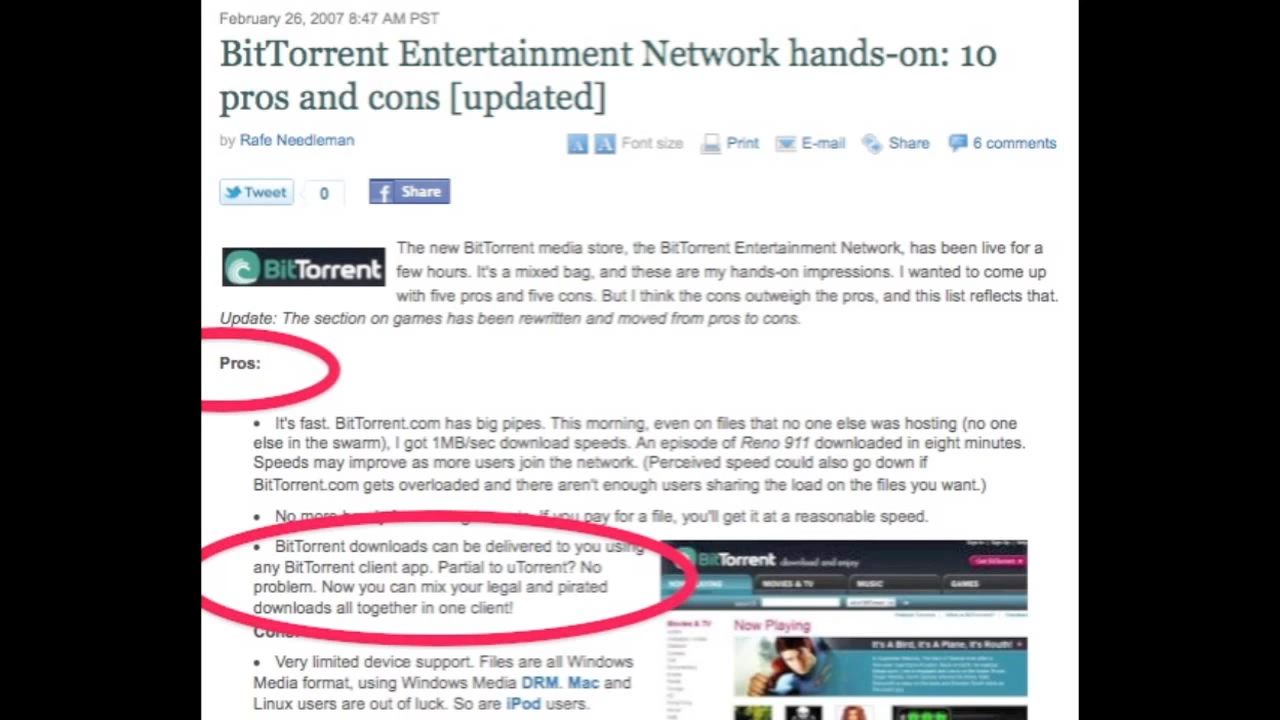 February 26, 2007 8:47 AM PST
BitTorrent Entertainment Network hands-on: 10
pros and cons [updated]
by Rafe Needleman
A A Font size Print E-mail Share 6 comments
Tweet 0 f Share
BitTorrent
The new BitTorrent media store, the BitTorrent Entertainment Network, has been live for a
few hours. It's a mixed bag, and these are my hands-on impressions. I wanted to come up
with five pros and five cons. But I think the cons outweigh the pros, and this list reflects that.
Update: The section on games has been rewritten and moved from pros to cons.
Pros:
• It's fast. BitTorrent.com has big pipes. This morning, even on files that no one else was hosting (no one
else in the swarm), I got 1MB/sec download speeds. An episode of Reno 911 downloaded in eight minutes.
Speeds may improve as more users join the network. (Perceived speed could also go down if
BitTorrent.com gets overloaded and there aren't enough users sharing the load on the files you want.)
• No more If you pay for a file, you'll get it at a reasonable speed.
• BitTorrent downloads can be delivered to you using
any BitTorrent client app. Partial to uTorrent? No
problem. Now you can mix your legal and pirated
downloads all together in one client!
Cons:
• Very limited device support. Files are all Windows
Media format, using Windows Media DRM. Mac and
Linux users are out of luck. So are iPod users.
BitTorrent download and enjoy
NOW PLAYING MOVIES & TV MUSIC GAMES
Movies & TV
Now Playing
It's A Bird, It's A Plane, It's Routh!